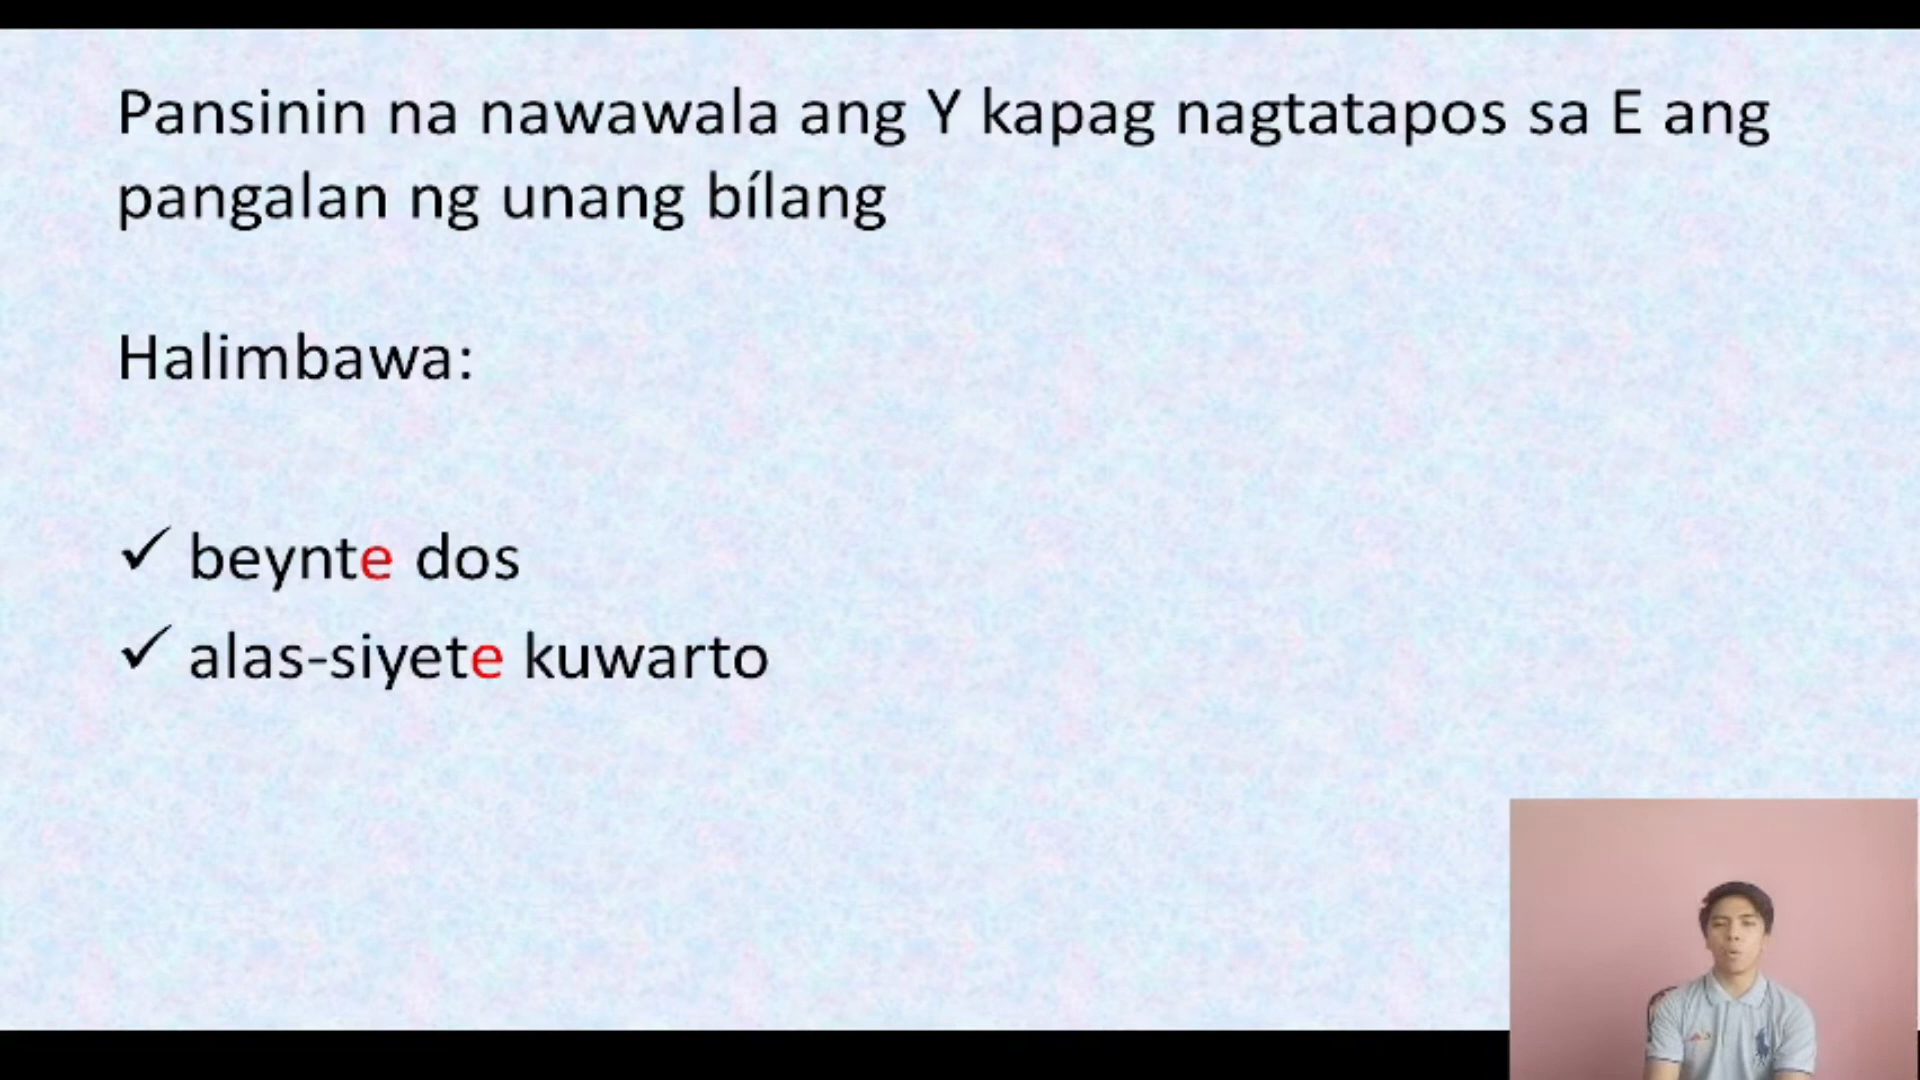 Pansinin na nawawala ang Y kapag nagtatapos sa E ang
pangalan ng unang bílang
Halimbawa:
✓ beynte dos
✓ alas-siyete kuwarto